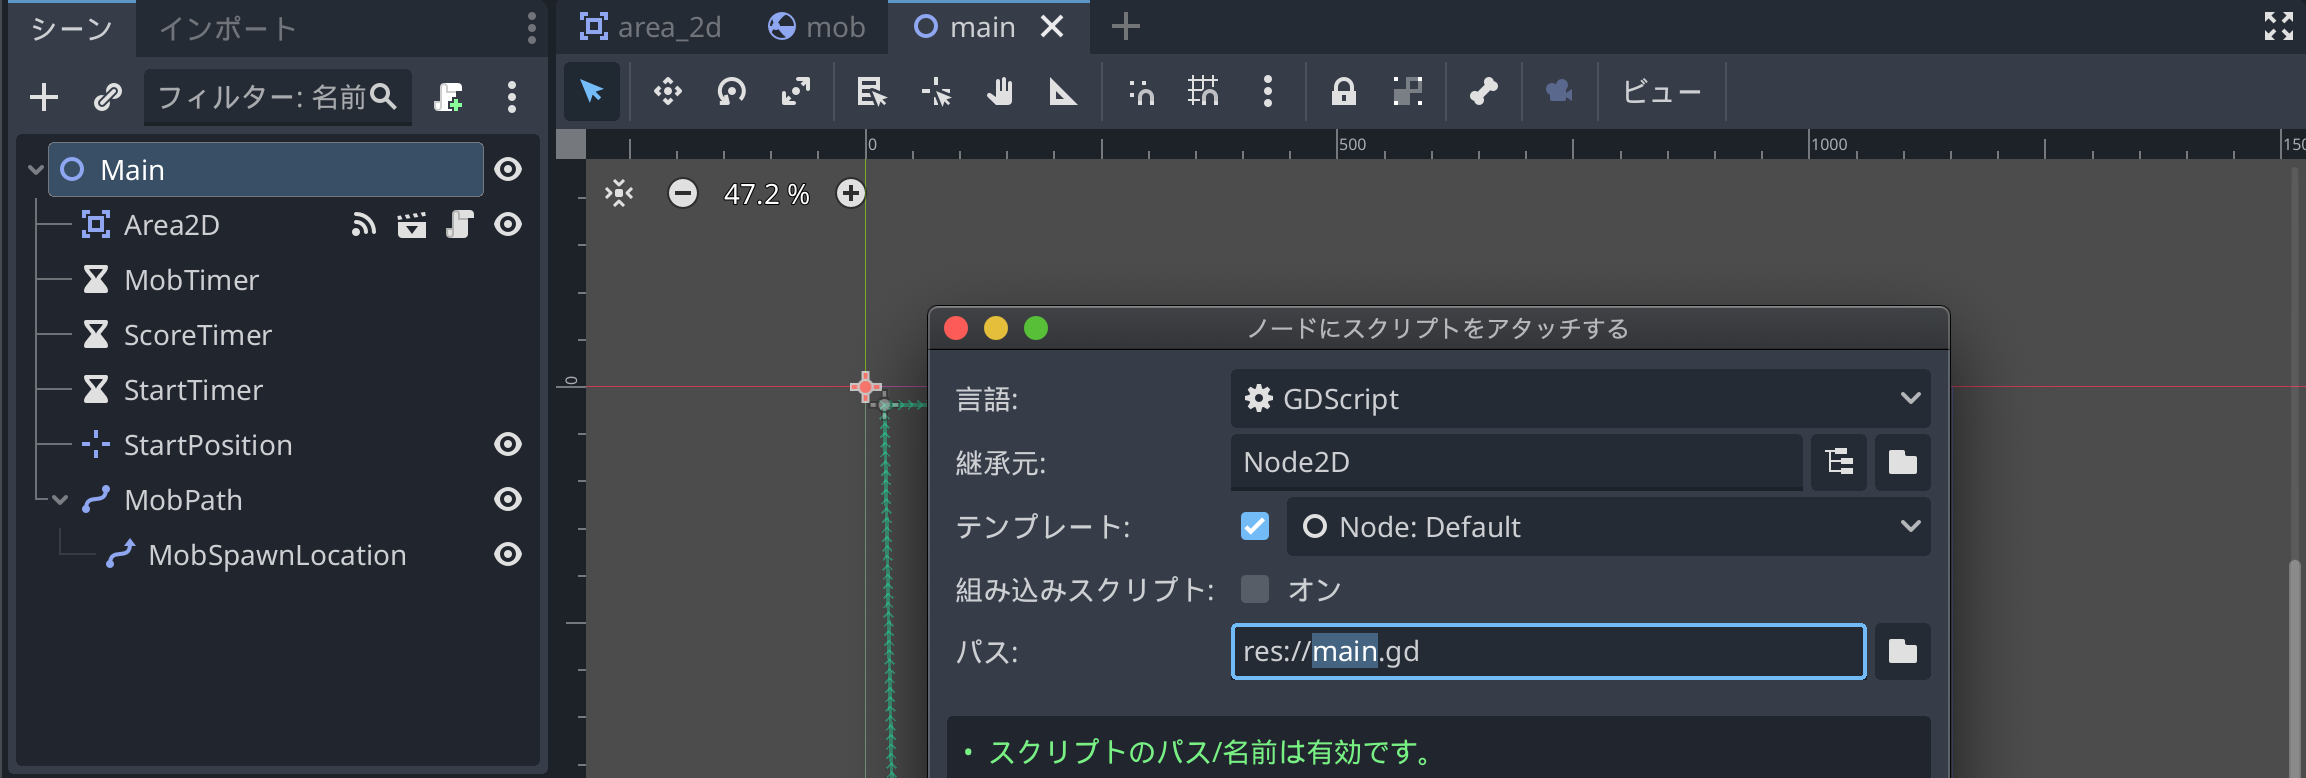 シーン
インポート
area_2d
mob
main
フィルター: 名前
ビュー
0
500
1000
150
47.2 %
0
Main
Area2D
MobTimer
ScoreTimer
StartTimer
StartPosition
MobPath
MobSpawnLocation
ノードにスクリプトをアタッチする
言語:
GDScript
継承元:
Node2D
テンプレート:
Node: Default
組み込みスクリプト:
オン
パス:
res://main.gd
• スクリプトのパス/名前は有効です。